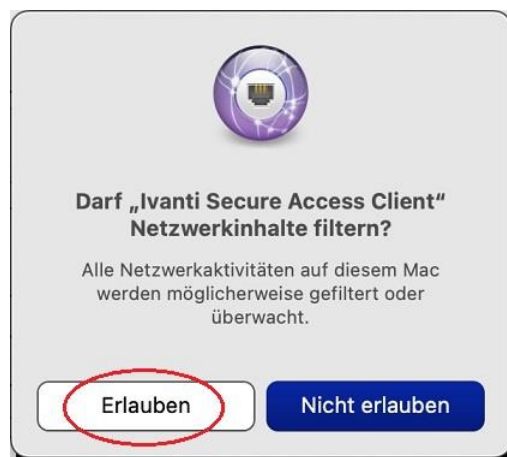 Darf „Ivanti Secure Access Client“
Netzwerkinhalte filtern?
Alle Netzwerkaktivitäten auf diesem Mac
werden möglicherweise gefiltert oder
überwacht.
Erlauben
Nicht erlauben